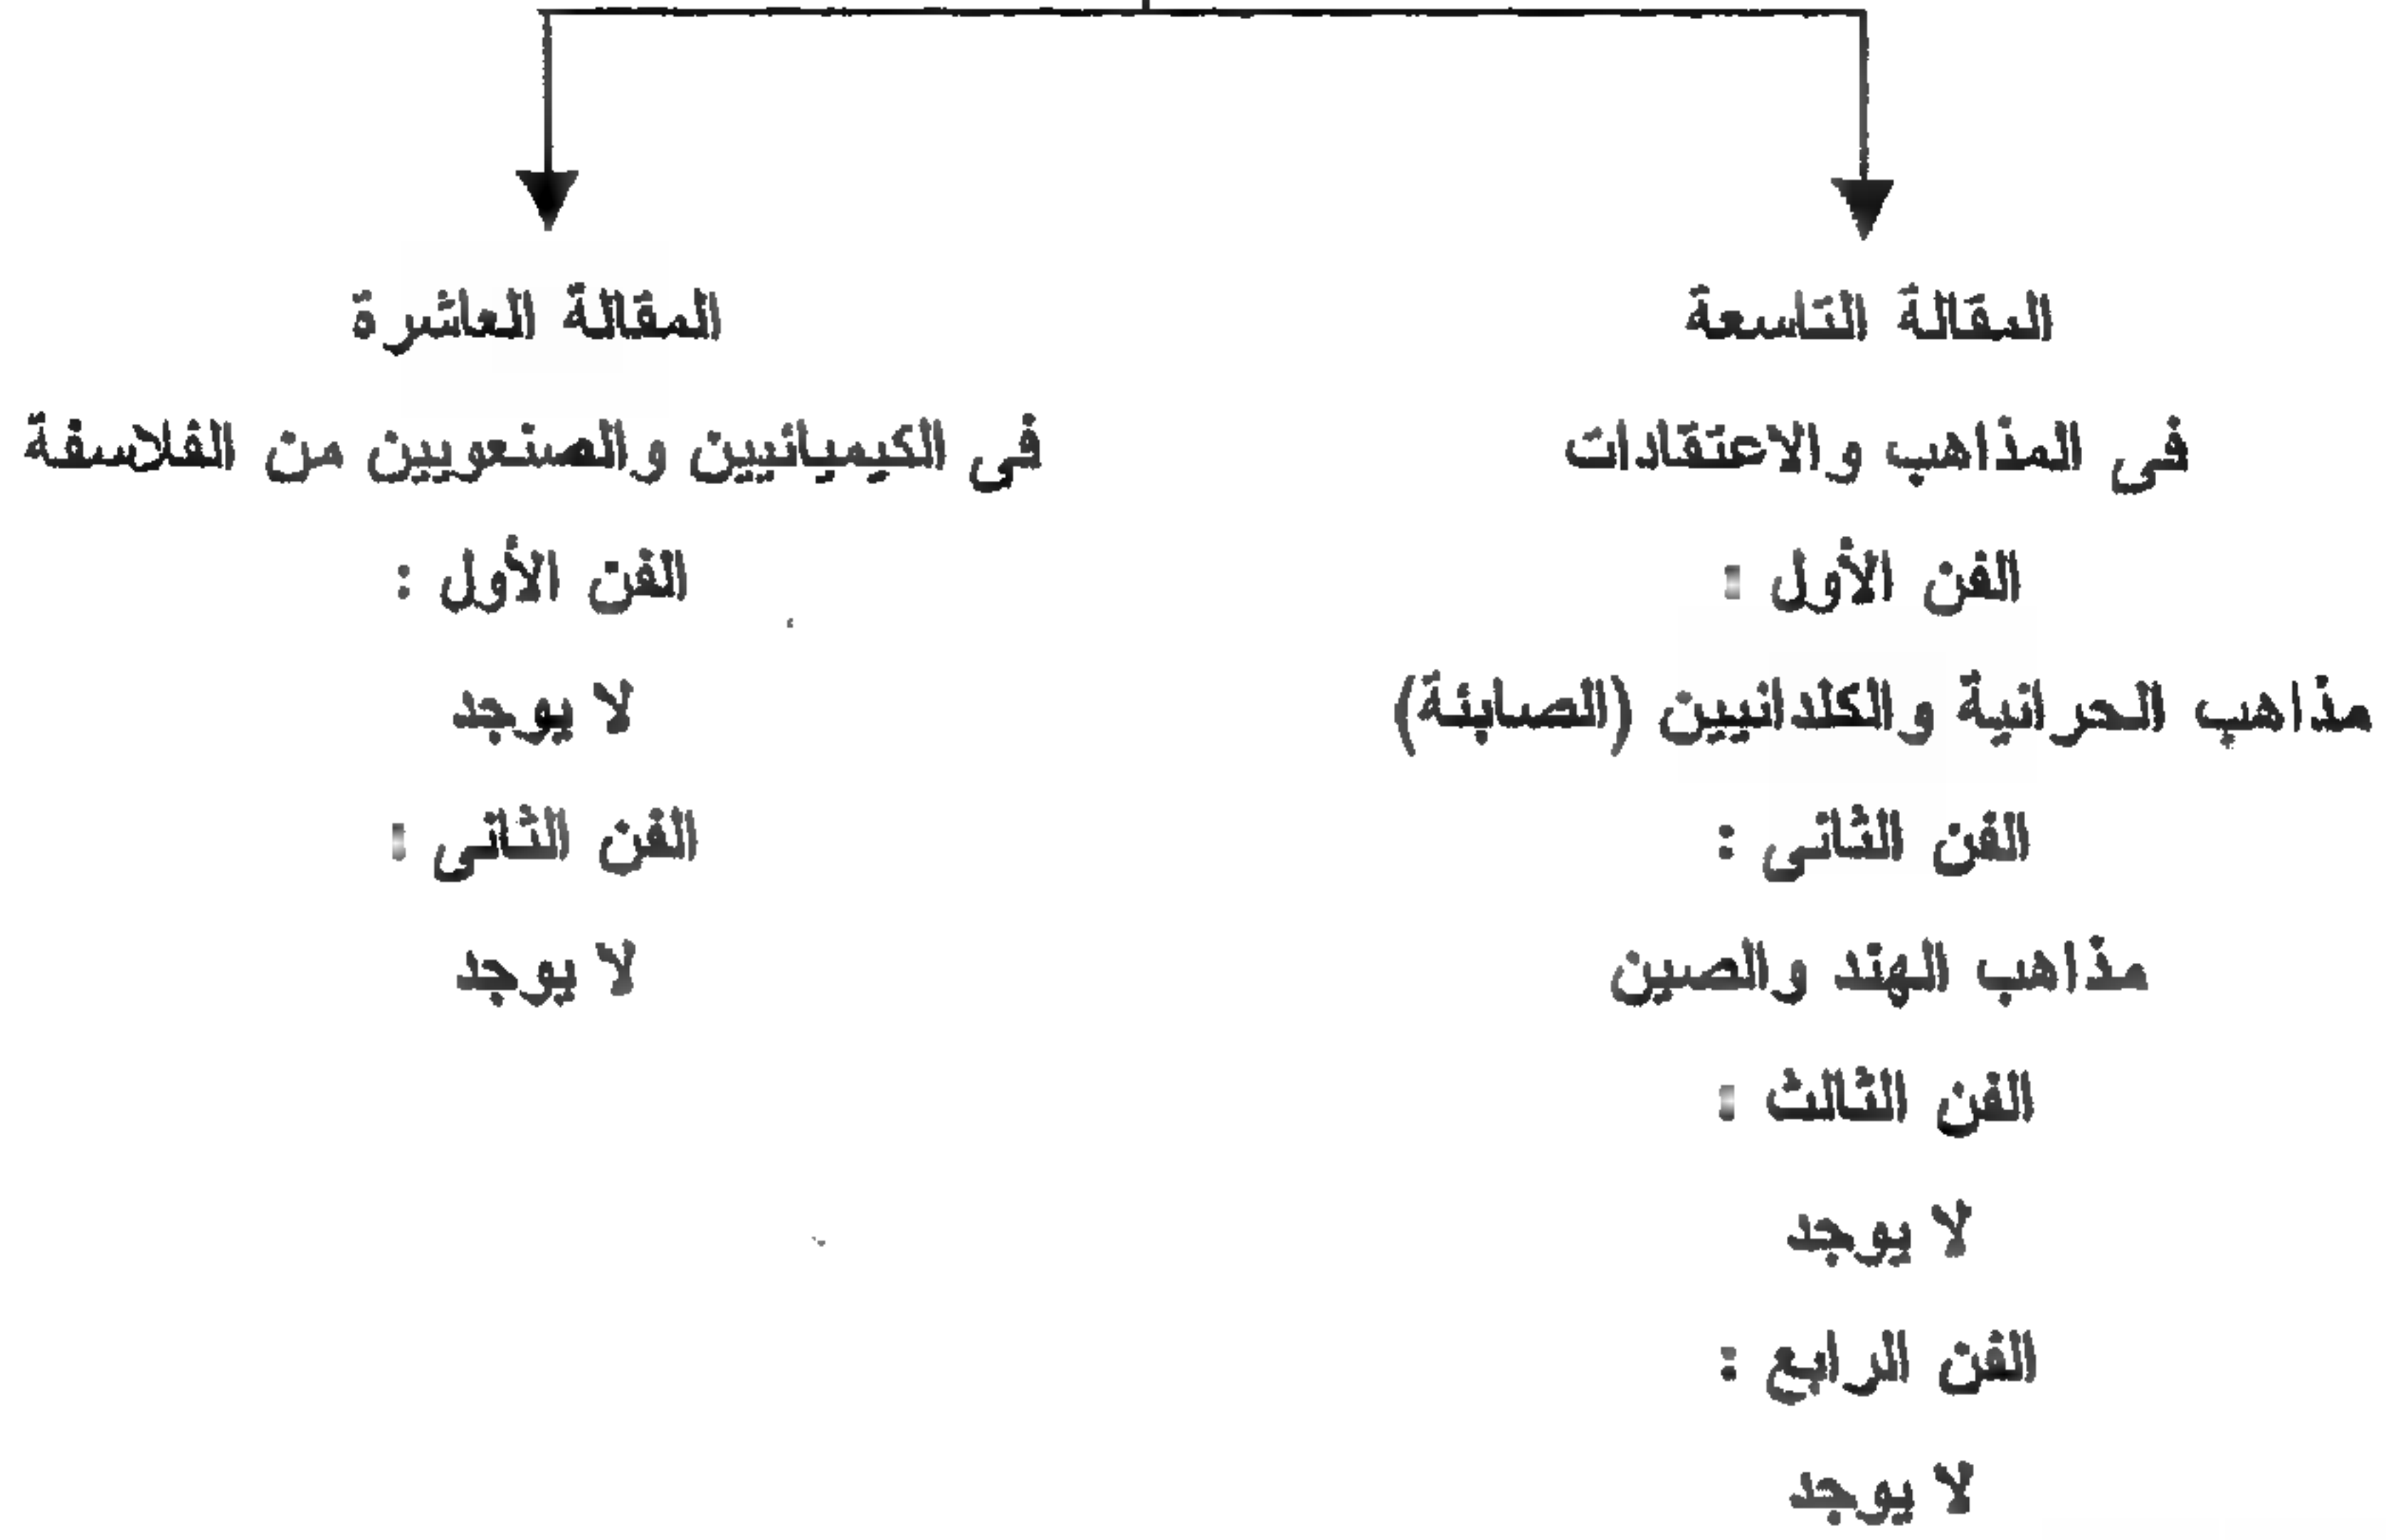 المقالة التاسعة
فى المذاهب والاعتقادات
الفن الأول :
مذاهب الحرانية والكلدانيين (الصابئة)
الفن الثانى :
مذاهب الهند والصين
الفن الثالث :
لا يوجد
الفن الرابع :
لا يوجد
المقالة العاشرة
فى الكيميائيين والصنعويين من الفلاسفة
الفن الأول :
لا يوجد
الفن الثانى :
لا يوجد